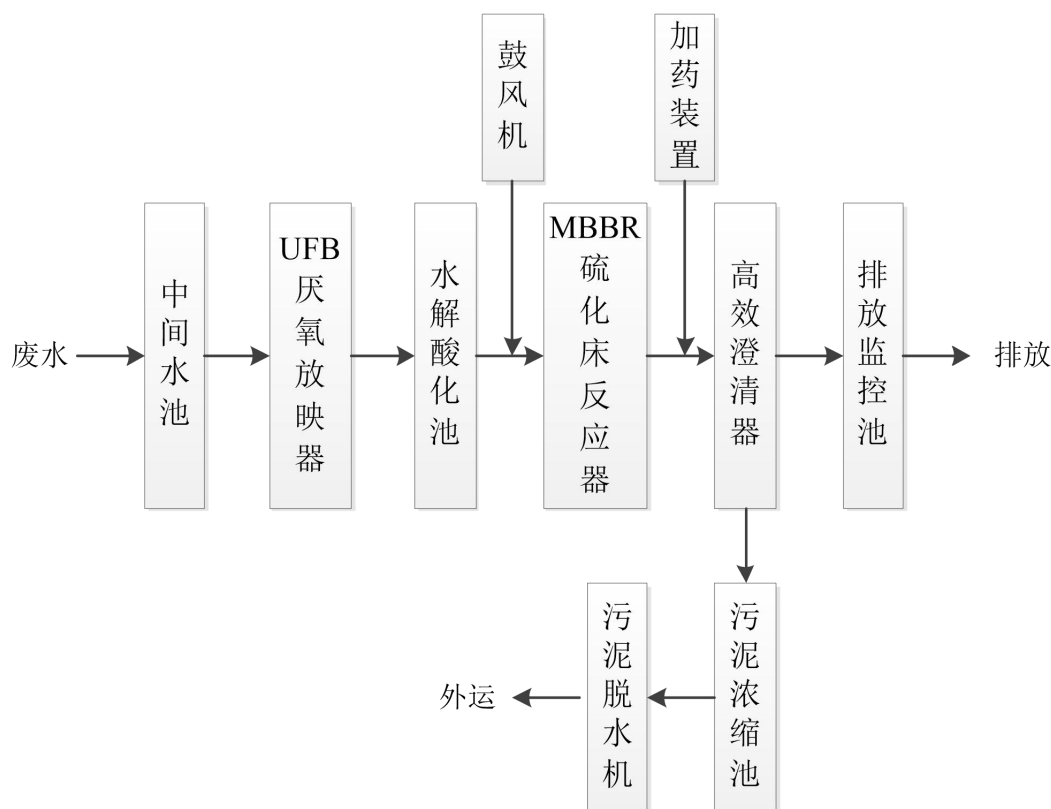 鼓风机
加药装置
废水
中间水池
UFB
厌氧放映器
水解酸化池
MBBR
硫化床反应器
高效澄清器
排放监控池
排放
外运
污泥脱水机
污泥浓缩池